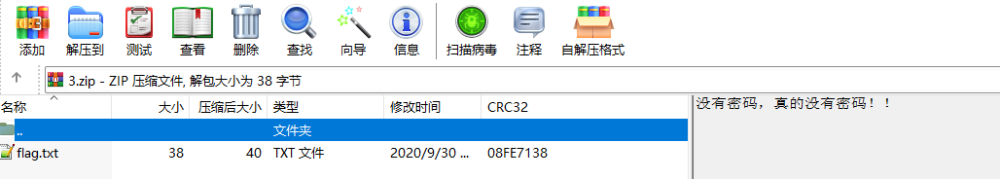 添加 解压到 测试 查看 删除 查找 向导 信息 扫描病毒 注释 自解压格式
3.zip - ZIP 压缩文件, 解包大小为 38 字节
名称 大小 压缩后大小 类型 修改时间 CRC32
没有密码，真的没有密码！！
.. 文件夹
flag.txt 38 40 TXT 文件 2020/9/30 ... 08FE7138